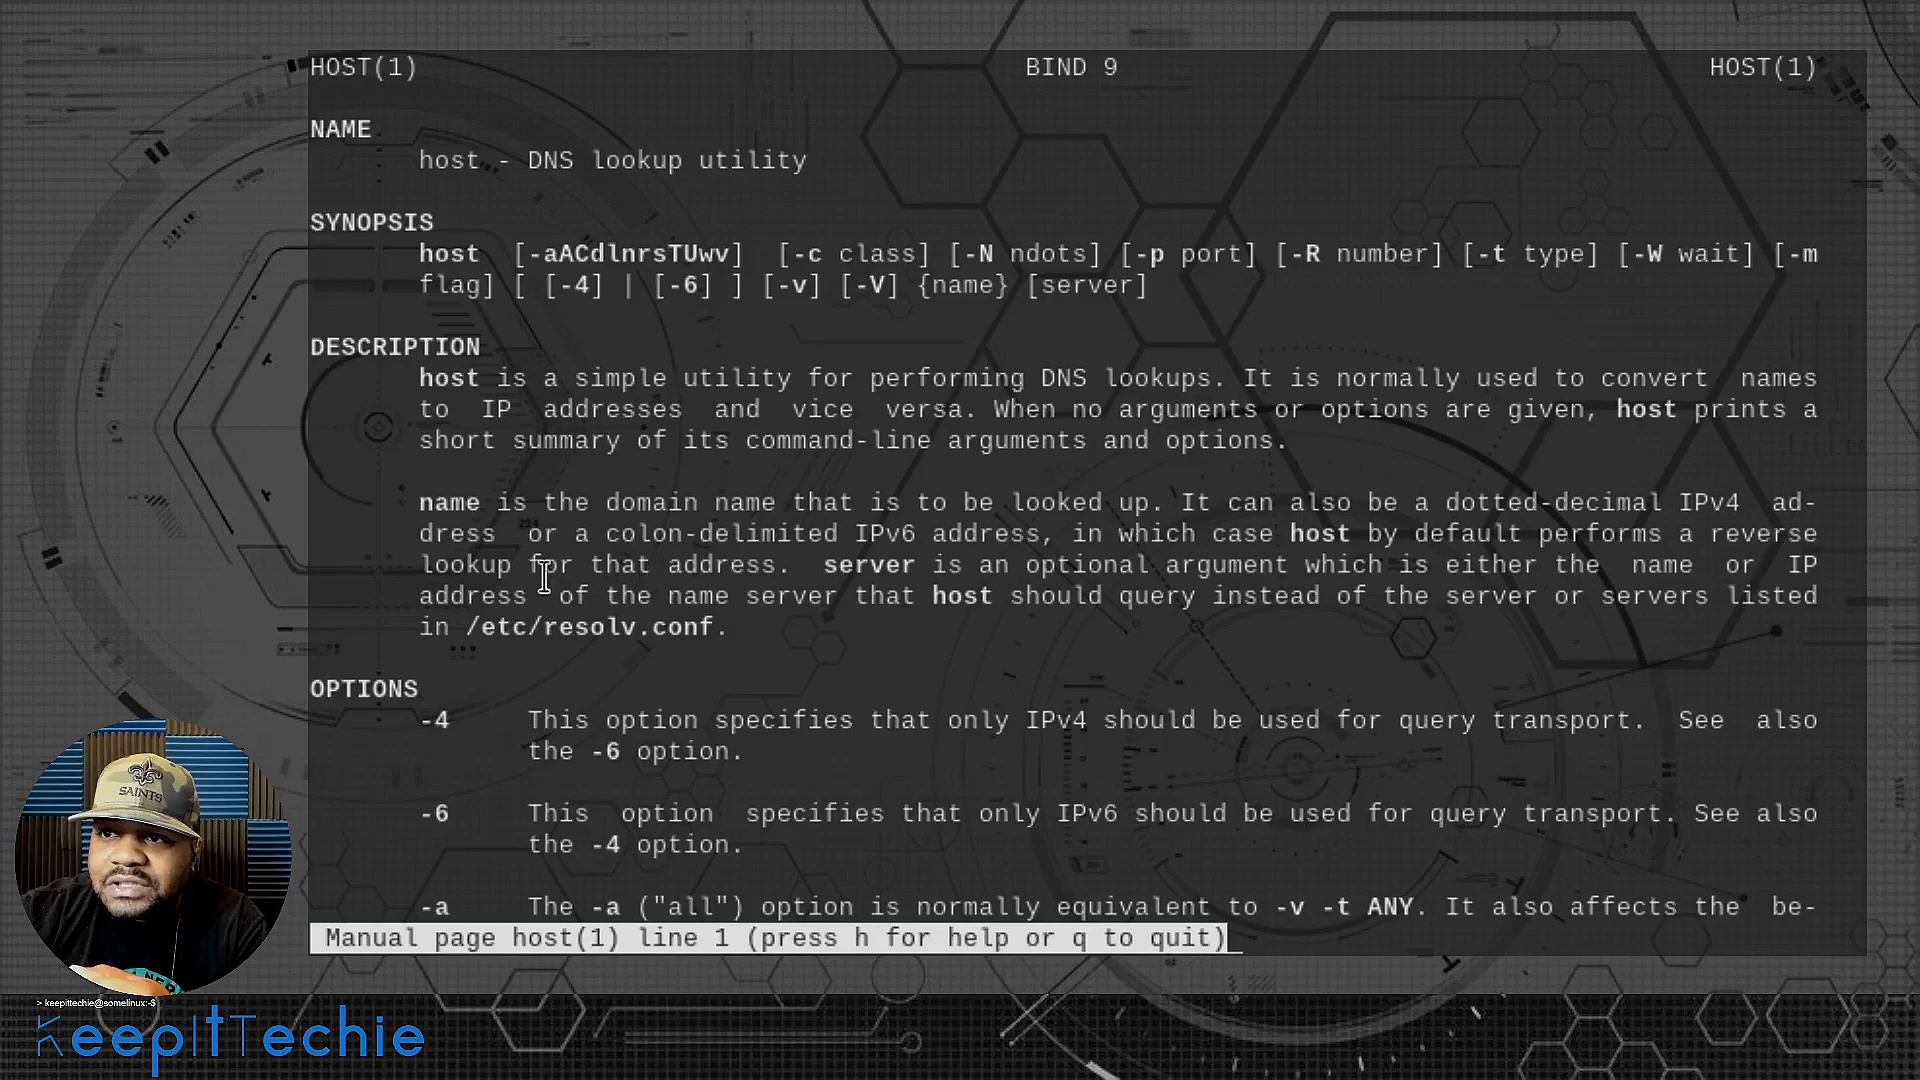 HOST(1) BIND 9 HOST(1)
NAME
host - DNS lookup utility
SYNOPSIS
host [-aACdlnrsTUwv] [-c class] [-N ndots] [-p port] [-R number] [-t type] [-W wait] [-m
flag] [ [-4] | [-6] ] [-v] [-V] {name} [server]
DESCRIPTION
host is a simple utility for performing DNS lookups. It is normally used to convert names
to IP addresses and vice versa. When no arguments or options are given, host prints a
short summary of its command-line arguments and options.
name is the domain name that is to be looked up. It can also be a dotted-decimal IPv4 ad-
dress or a colon-delimited IPv6 address, in which case host by default performs a reverse
lookup for that address. server is an optional argument which is either the name or IP
address of the name server that host should query instead of the server or servers listed
in /etc/resolv.conf.
OPTIONS
-4 This option specifies that only IPv4 should be used for query transport. See also
the -6 option.
-6 This option specifies that only IPv6 should be used for query transport. See also
the -4 option.
-a The -a ("all") option is normally equivalent to -v -t ANY. It also affects the be-
Manual page host(1) line 1 (press h for help or q to quit)
SAINTS
> keepittechie@somelinux:~$
KeepItTechie